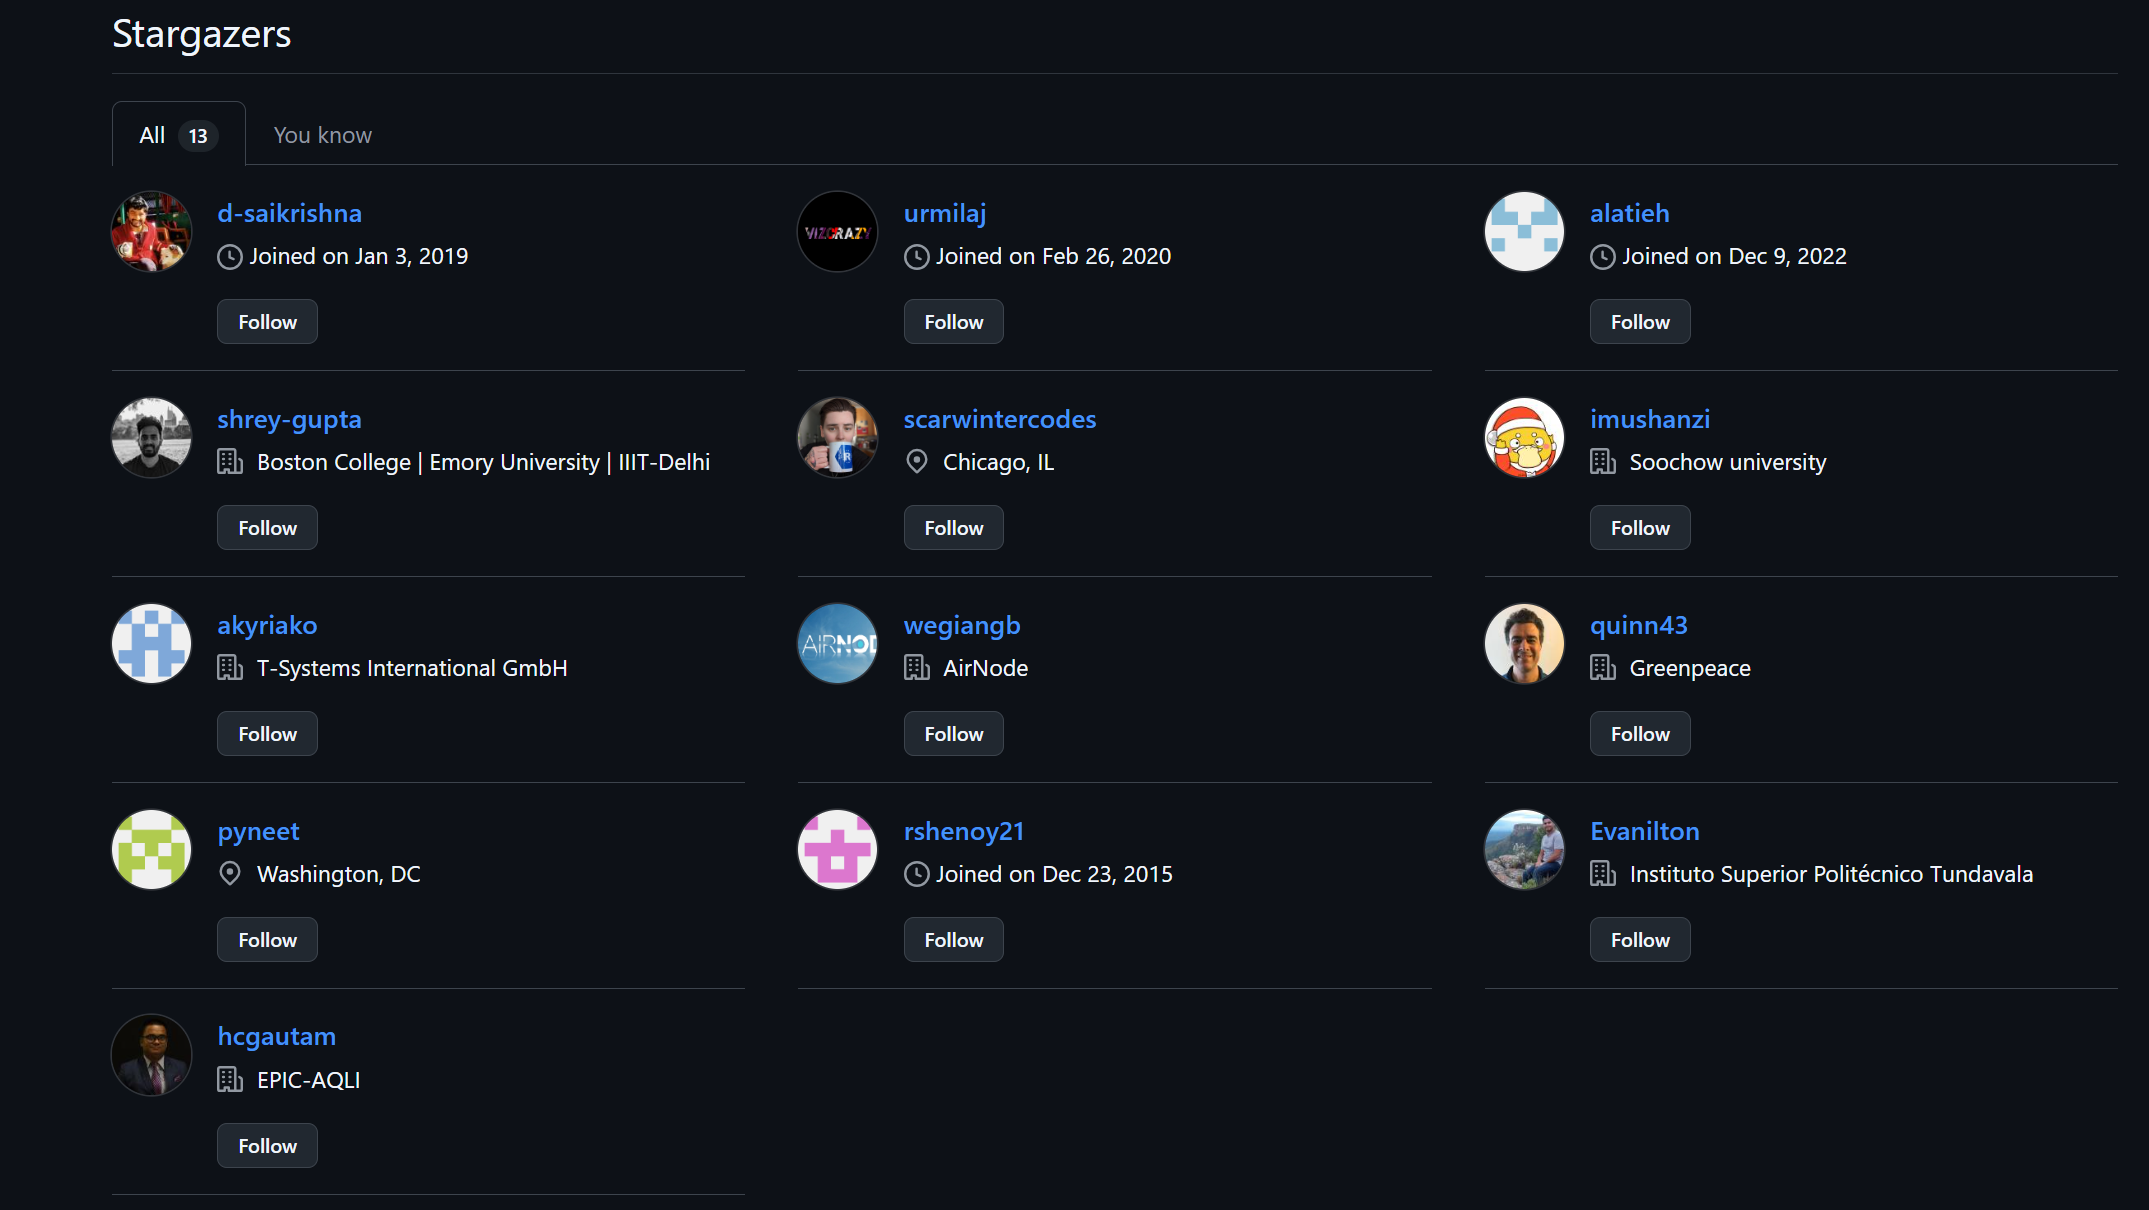 Stargazers
All 13 You know
d-saikrishna
Joined on Jan 3, 2019
Follow
VIZCRAZY
urmilaj
Joined on Feb 26, 2020
Follow
alatieh
Joined on Dec 9, 2022
Follow
shrey-gupta
Boston College | Emory University | IIIT-Delhi
Follow
R
scarwintercodes
Chicago, IL
Follow
imushanzi
Soochow university
Follow
akyriako
T-Systems International GmbH
Follow
AIRNOD
wegiangb
AirNode
Follow
quinn43
Greenpeace
Follow
pyneet
Washington, DC
Follow
rshenoy21
Joined on Dec 23, 2015
Follow
Evanilton
Instituto Superior Politécnico Tundavala
Follow
hcgautam
EPIC-AQLI
Follow